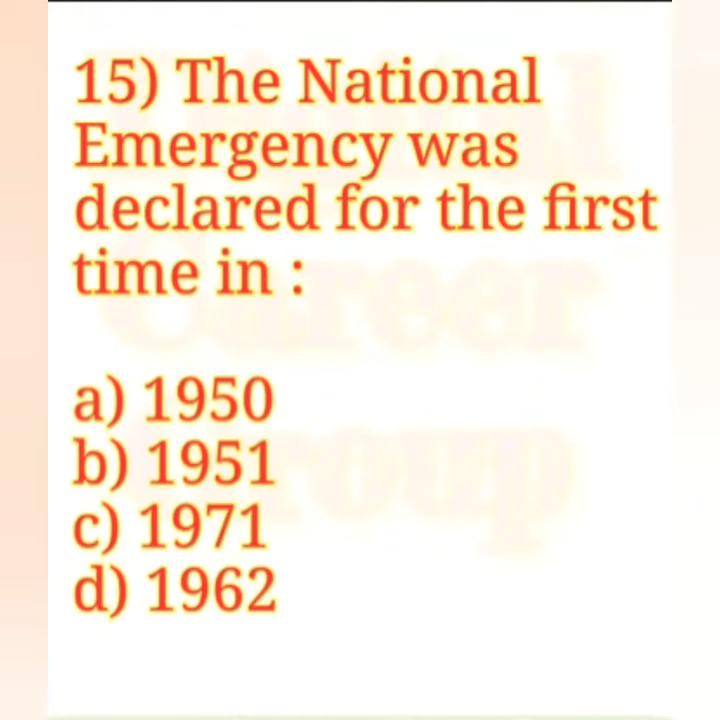 15) The National
Emergency was
declared for the first
time in :
a) 1950
b) 1951
c) 1971
d) 1962